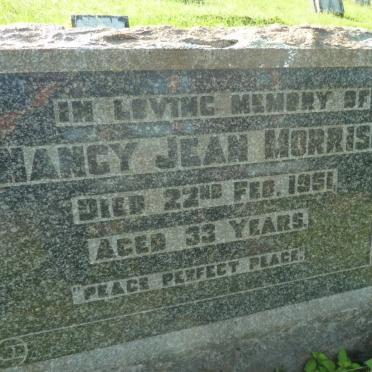 IN LOVING MEMORY OF
NANCY JEAN MORRIS
DIED 22ND FEB. 1951,
AGED 33 YEARS.
"PEACE PERFECT PEACE."